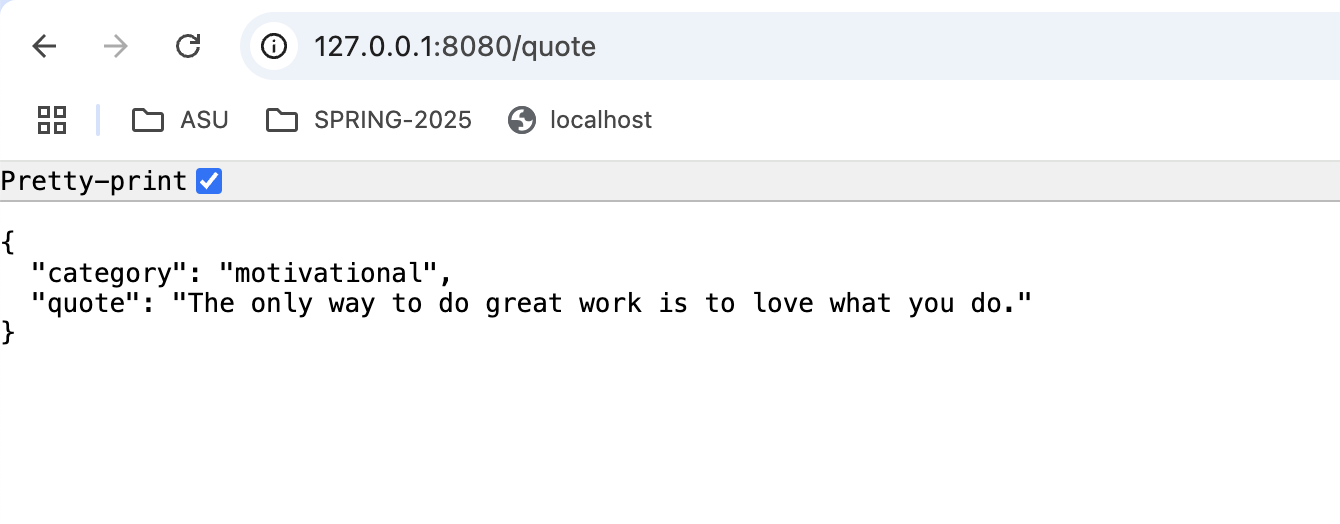 127.0.0.1:8080/quote
ASU SPRING-2025 localhost
Pretty-print
{
  "category": "motivational",
  "quote": "The only way to do great work is to love what you do."
}